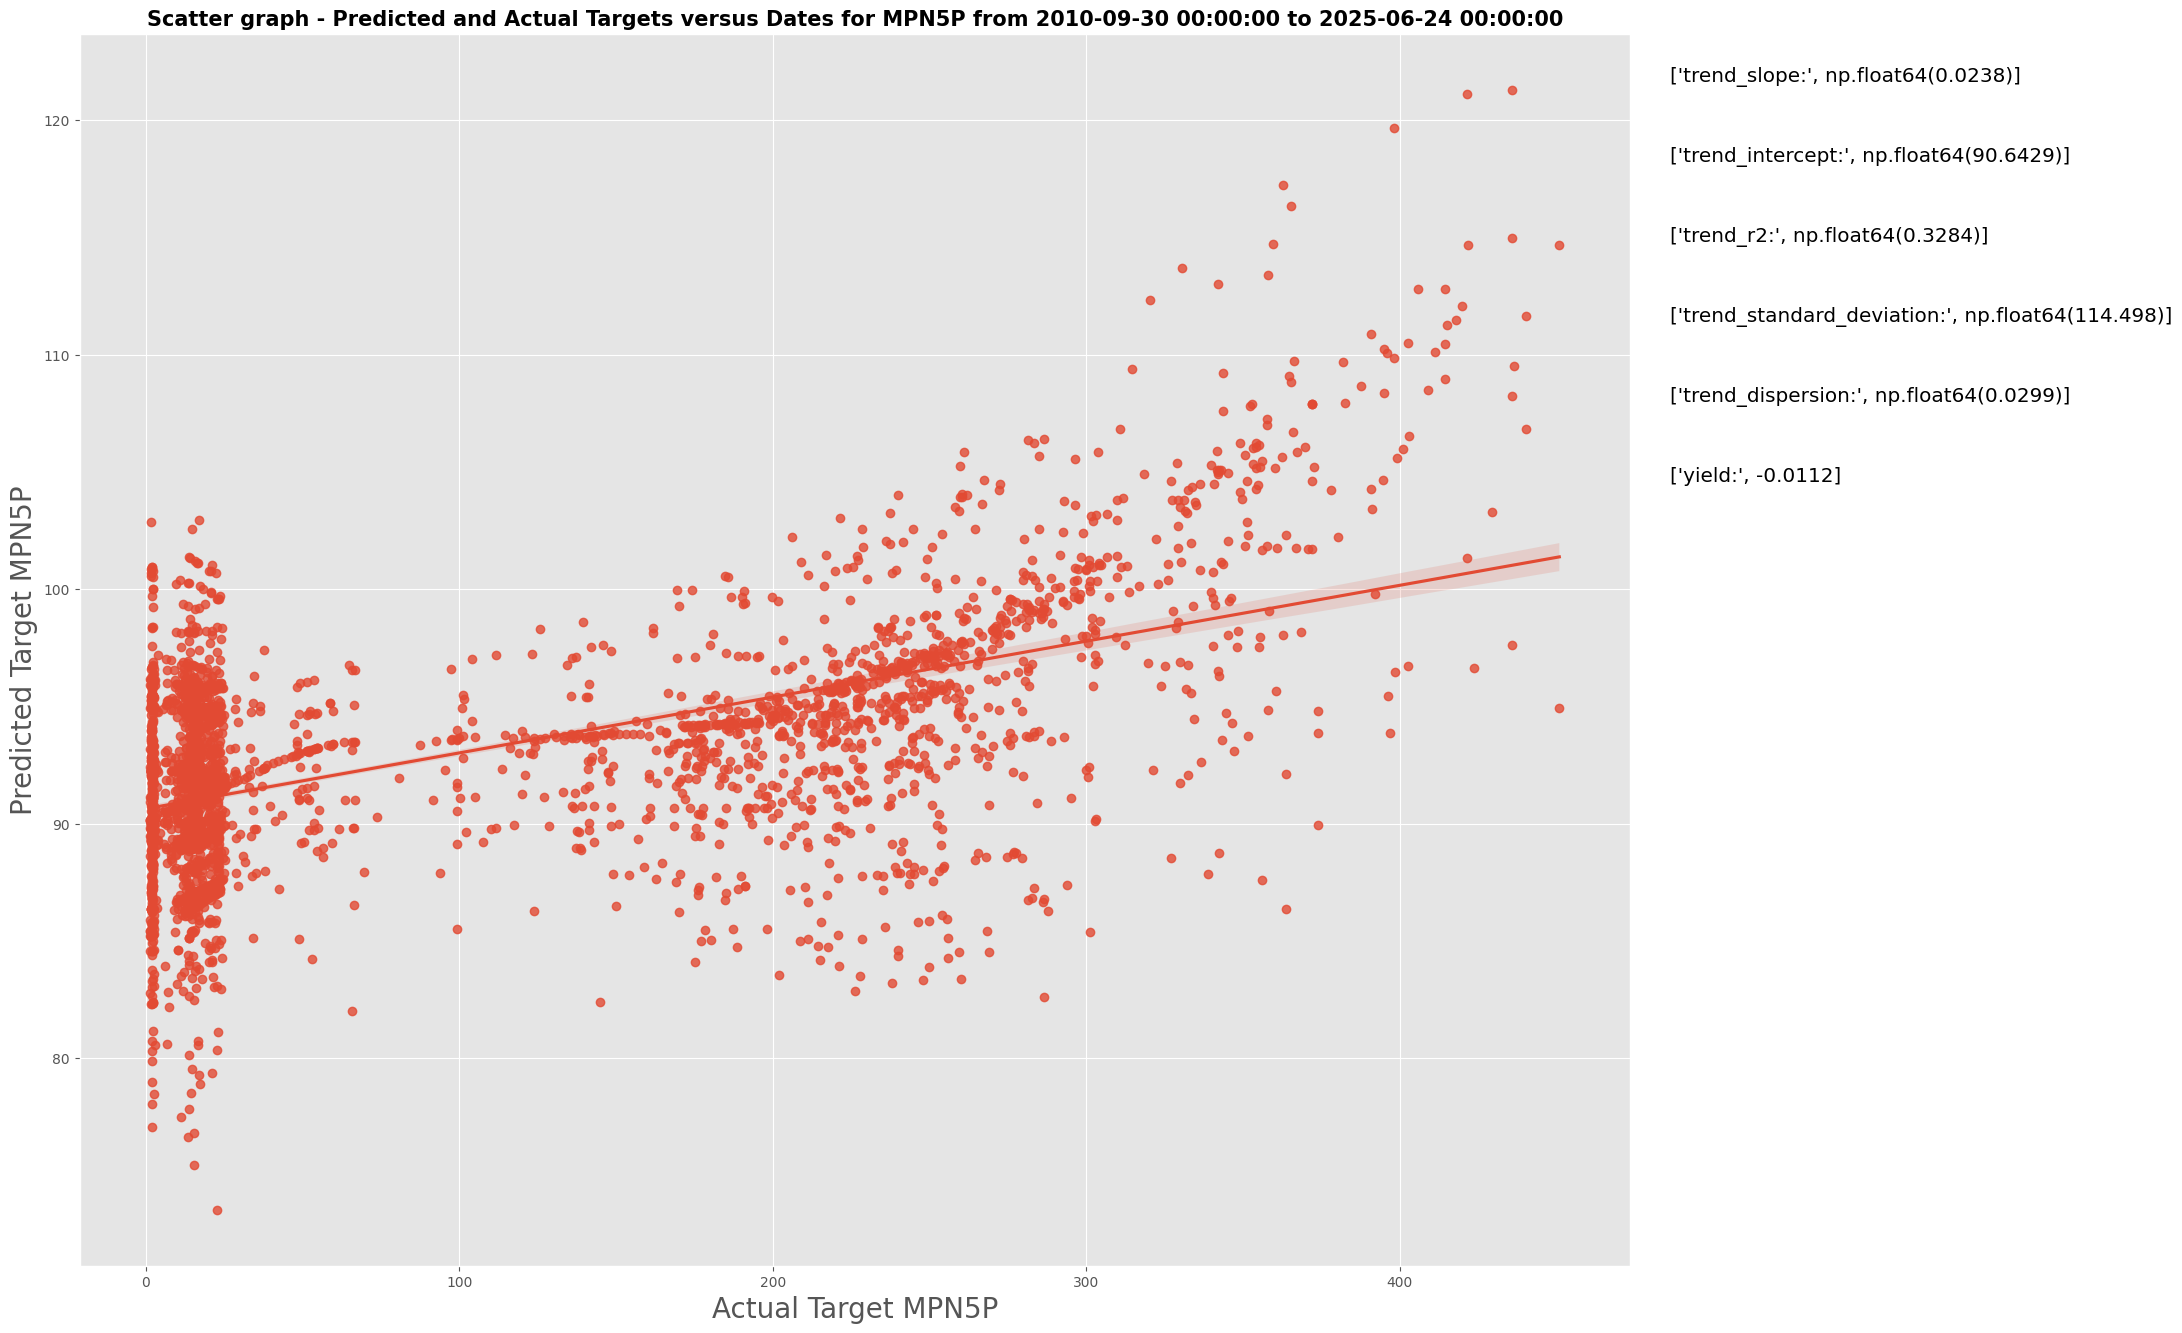 Scatter graph - Predicted and Actual Targets versus Dates for MPN5P from 2010-09-30 00:00:00 to 2025-06-24 00:00:00
['trend_slope:', np.float64(0.0238)]
['trend_intercept:', np.float64(90.6429)]
['trend_r2:', np.float64(0.3284)]
['trend_standard_deviation:', np.float64(114.498)]
['trend_dispersion:', np.float64(0.0299)]
['yield:', -0.0112]
Predicted Target MPN5P
120
110
100
90
80
0
100
200
300
400
Actual Target MPN5P